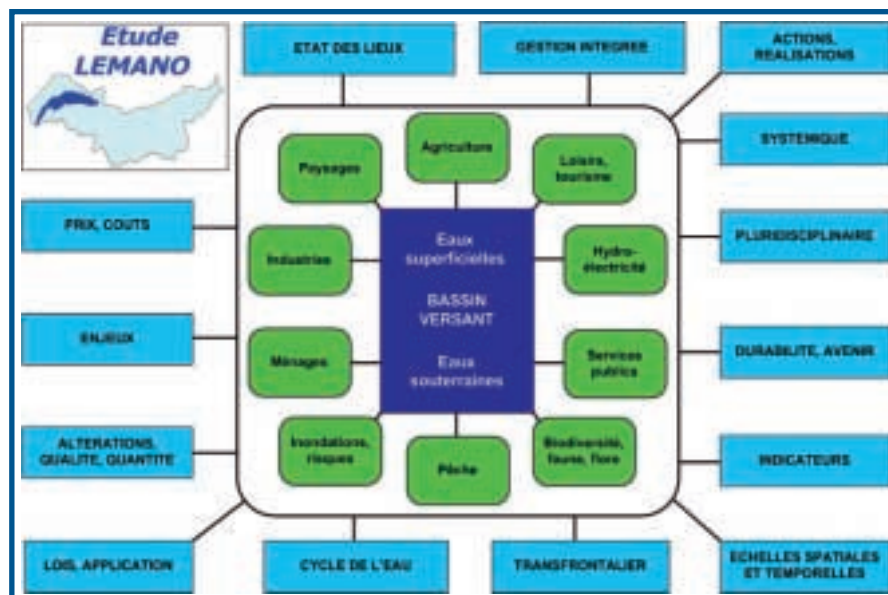 Etude
LEMANO
ETAT DES LIEUX
GESTION INTEGREE
ACTIONS,
REALISATIONS
SYSTEMIQUE
PLURIDISCIPLINAIRE
DURABILITE, AVENIR
INDICATEURS
ECHELLES SPATIALES
ET TEMPORELLES
TRANSFRONTALIER
CYCLE DE L'EAU
LOIS, APPLICATION
ALTERATIONS,
QUALITE, QUANTITE
ENJEUX
PRIX, COUTS
Paysages
Agriculture
Loisirs,
tourisme
Industries
Hydro-
électricité
Ménages
Services
publics
Inondations,
risques
Pêche
Biodiversité,
faune, flore
Eaux
superficielles
BASSIN
VERSANT
Eaux
souterraines